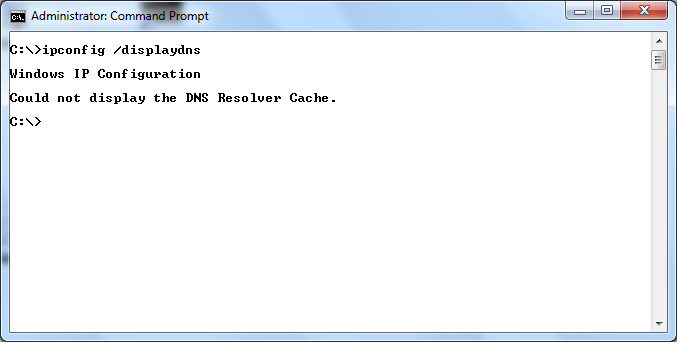 Administrator: Command Prompt
C:\>ipconfig /displaydns
Windows IP Configuration
Could not display the DNS Resolver Cache.
C:\>